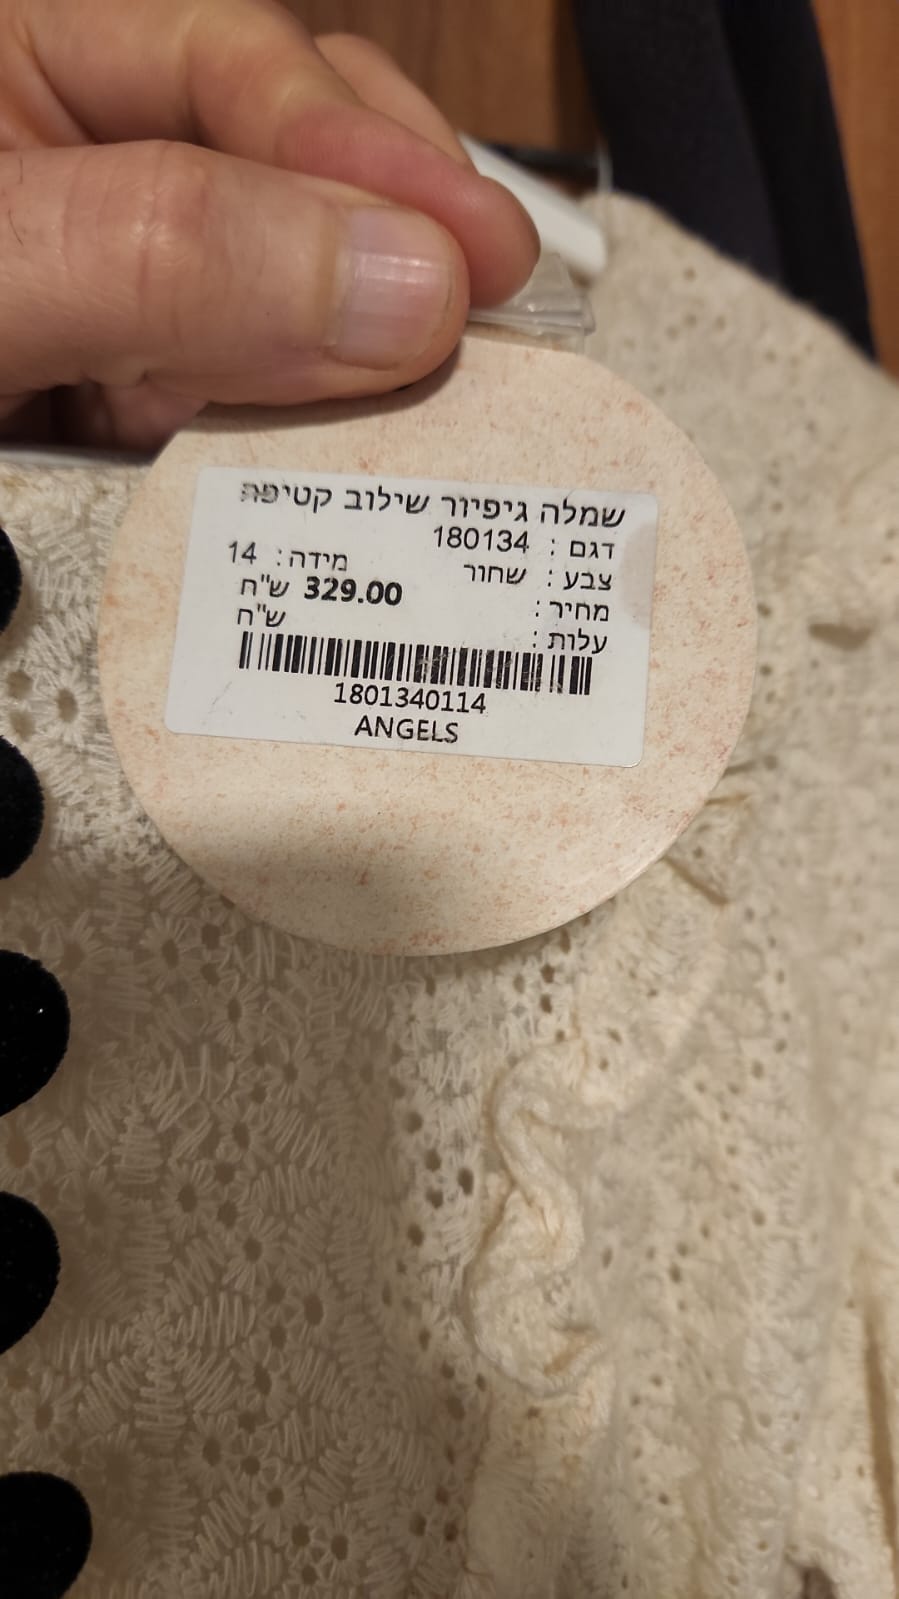 שמלה גיפיור שילוב קטיפה
דגם : 180134
צבע : שחור מידה: 14
מחיר : 329.00 ש"ח
עלות : ש"ח
1801340114
ANGELS